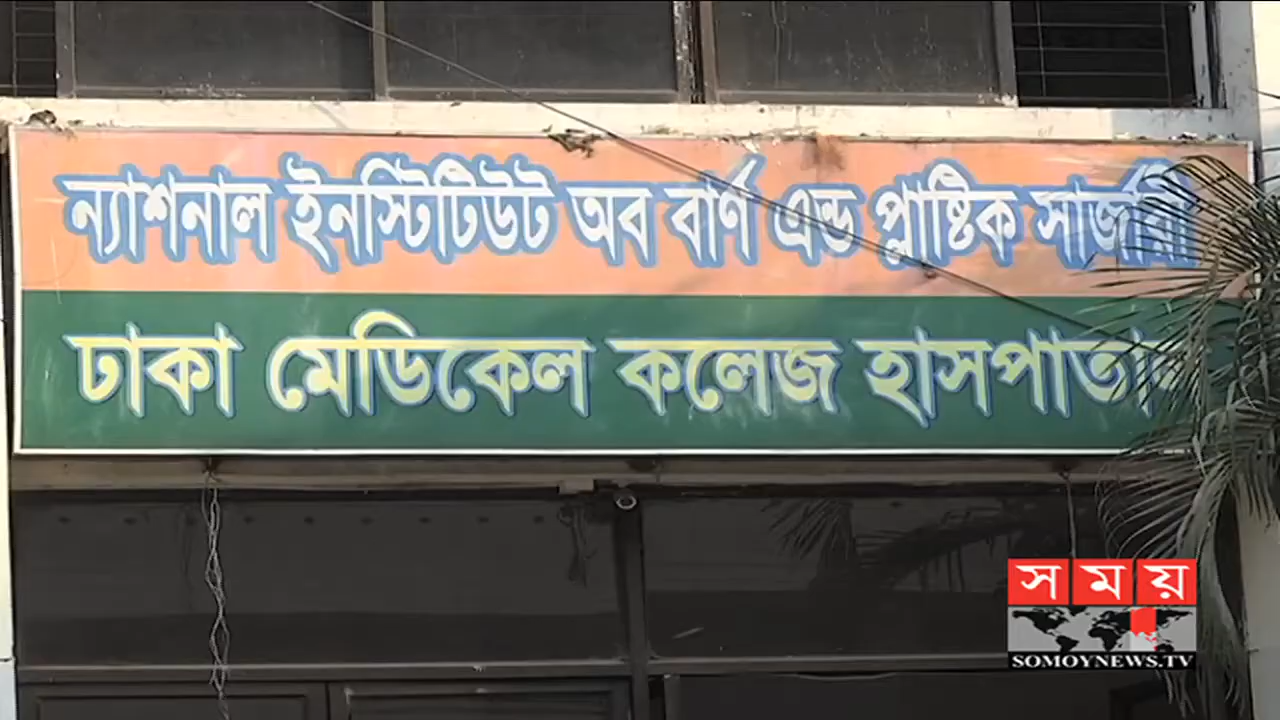 ন্যাশনাল ইনস্টিটিউট অব বার্ণ এন্ড প্লাষ্টিক সার্জারী
ঢাকা মেডিকেল কলেজ হাসপাতাল
সময়
SOMOYNEWS.TV